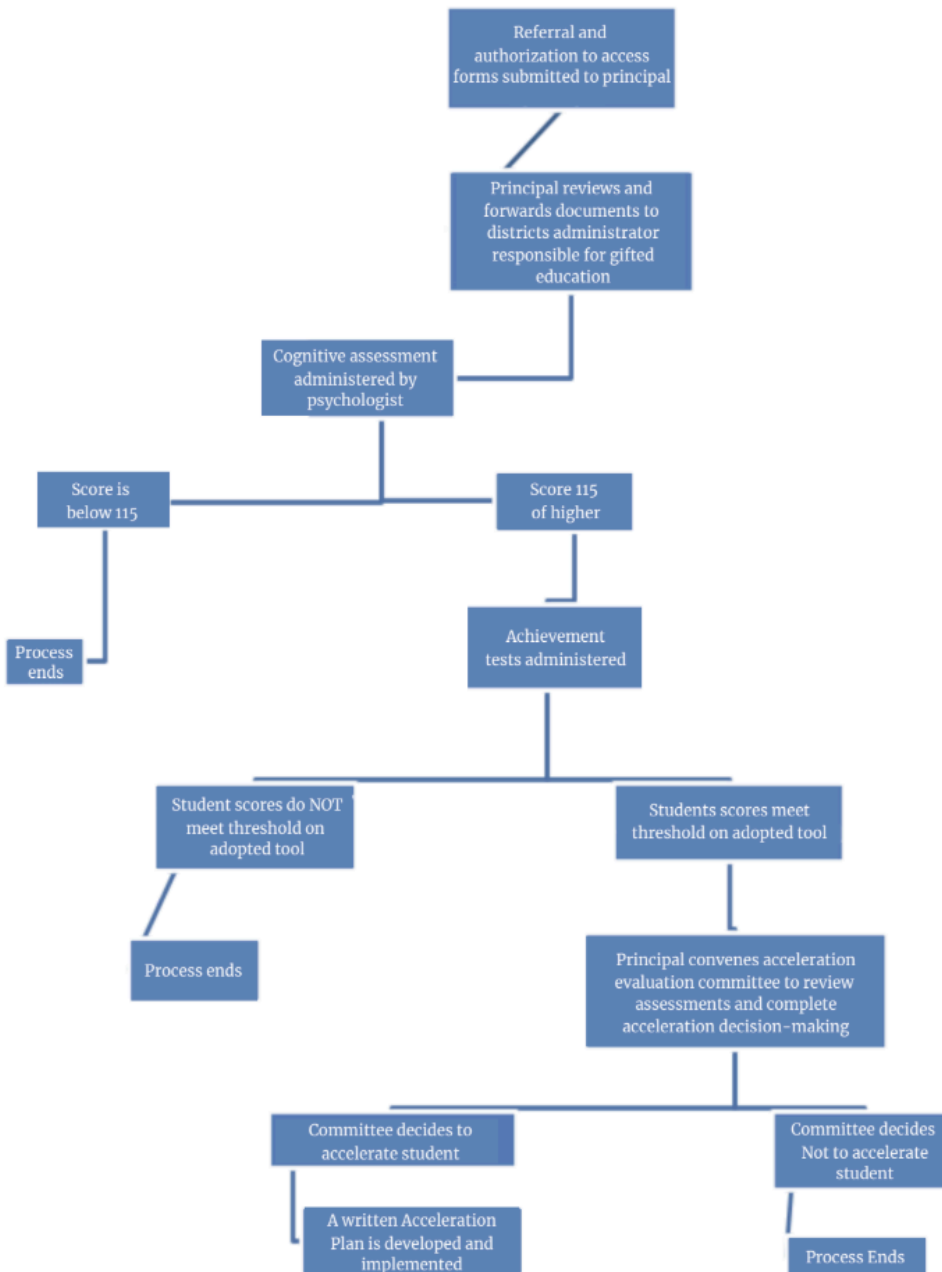 Referral and
authorization to access
forms submitted to principal
Principal reviews and
forwards documents to
districts administrator
responsible for gifted
education
Cognitive assessment
administered by
psychologist
Score is
below 115
Score 115
of higher
Process
ends
Achievement
tests administered
Student scores do NOT
meet threshold on
adopted tool
Students scores meet
threshold on adopted tool
Process ends
Principal convenes acceleration
evaluation committee to review
assessments and complete
acceleration decision-making
Committee decides to
accelerate student
Committee decides
Not to accelerate
student
A written Acceleration
Plan is developed and
implemented
Process Ends